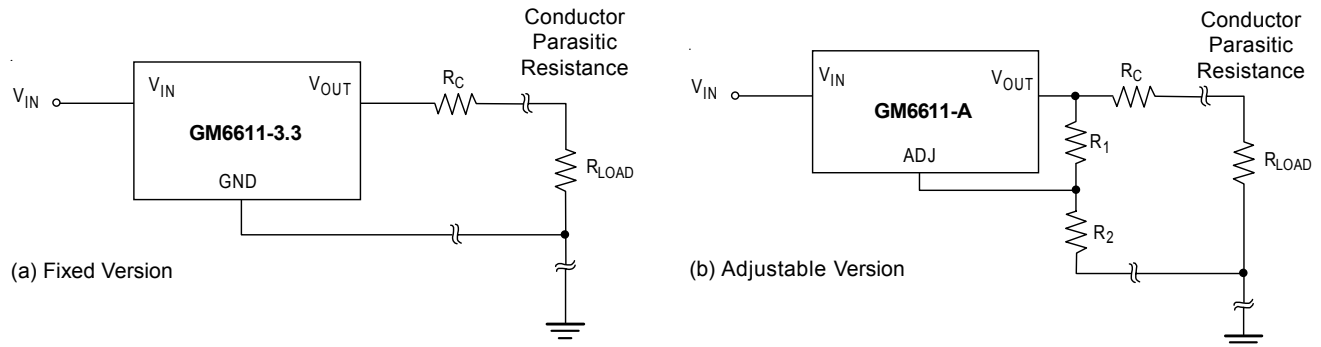 Conductor
Parasitic
Resistance
V_IN
V_IN
V_OUT
R_C
GM6611-3.3
GND
R_LOAD
(a) Fixed Version
Conductor
Parasitic
Resistance
V_IN
V_IN
V_OUT
R_C
GM6611-A
ADJ
R_1
R_LOAD
R_2
(b) Adjustable Version